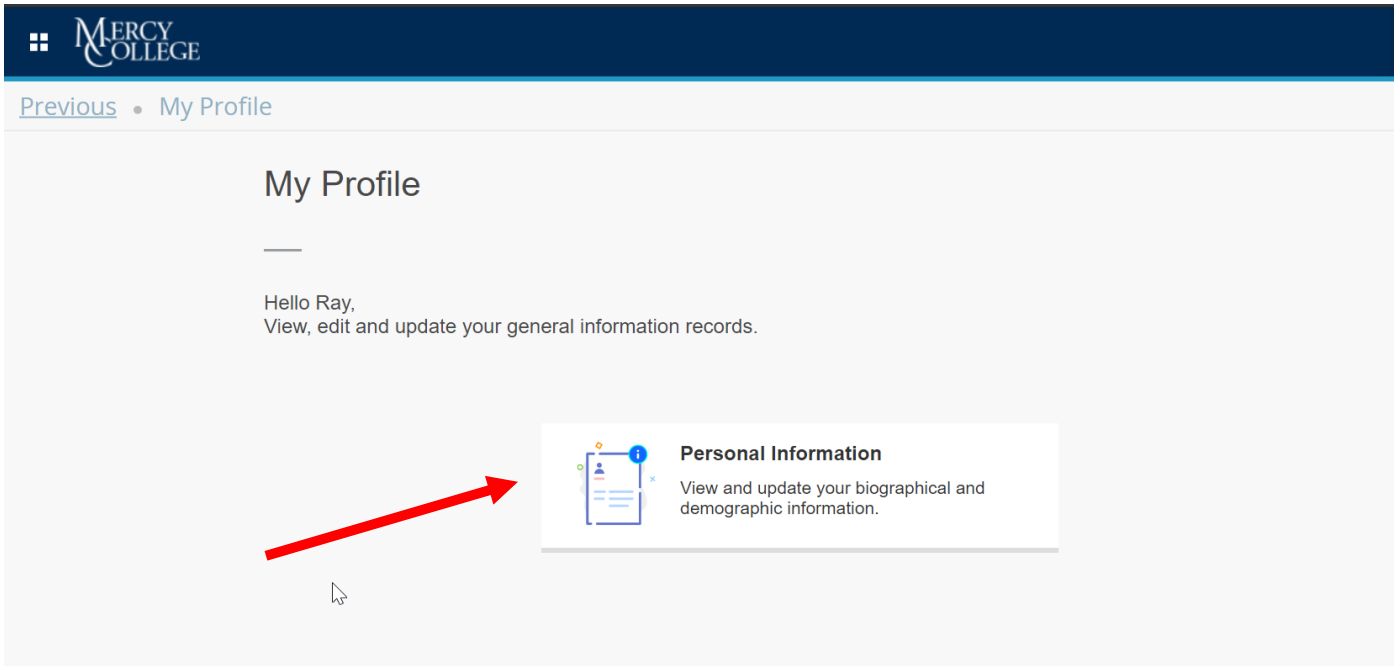 MERCY
COLLEGE
Previous • My Profile
My Profile
Hello Ray,
View, edit and update your general information records.
Personal Information
View and update your biographical and
demographic information.